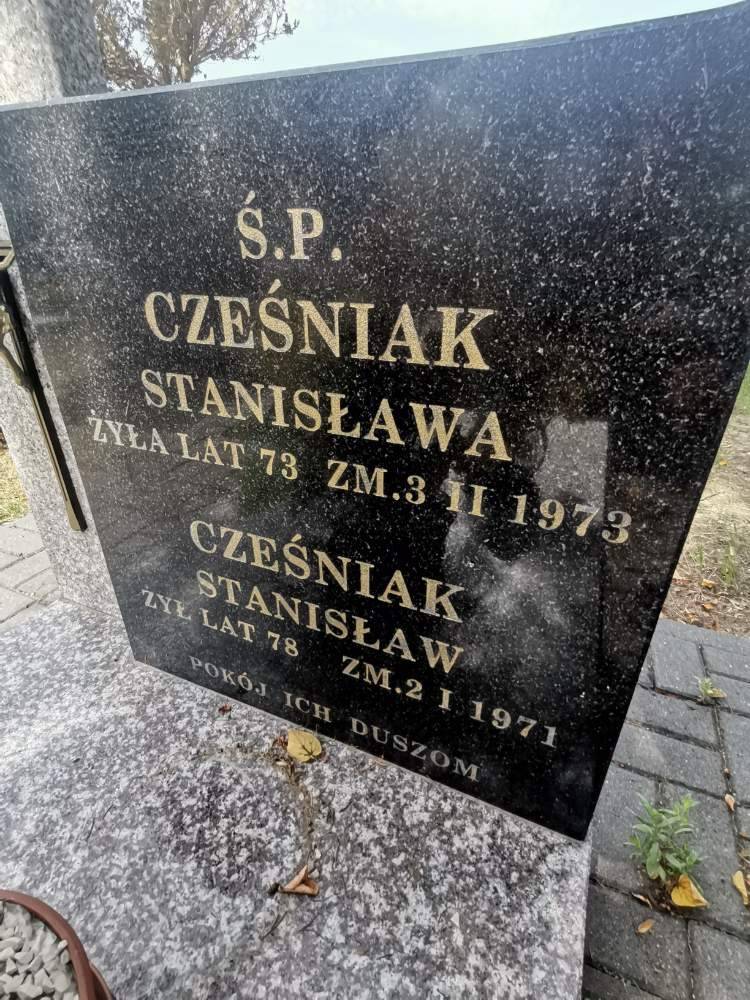 Ś.P.
CZEŚNIAK
STANISŁAWA
ŻYŁA LAT 73 ZM.3 II 1973
CZEŚNIAK
STANISŁAW
ŻYŁ LAT 78 ZM.2 I 1971
POKÓJ ICH DUSZOM